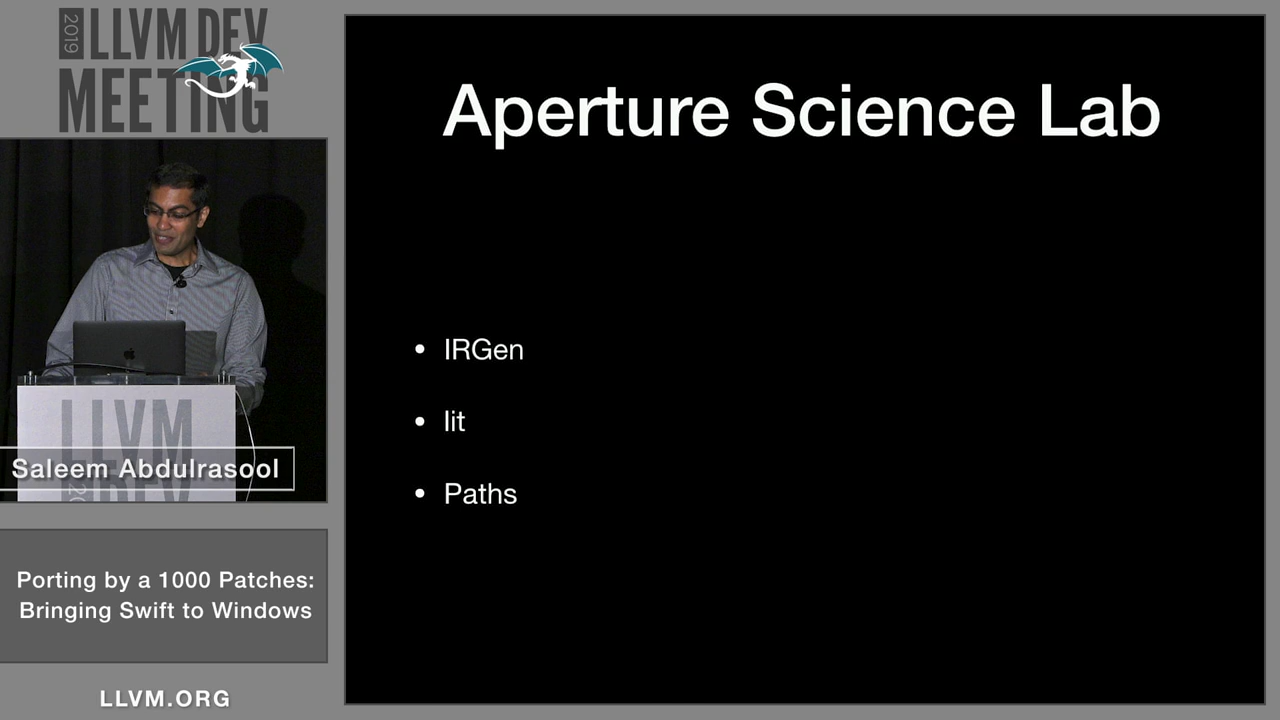 2019
LLVM DEV
MEETING
Aperture Science Lab
• IRGen
• lit
• Paths
LLVM
Saleem Abdulrasool
Porting by a 1000 Patches:
Bringing Swift to Windows
LLVM.ORG